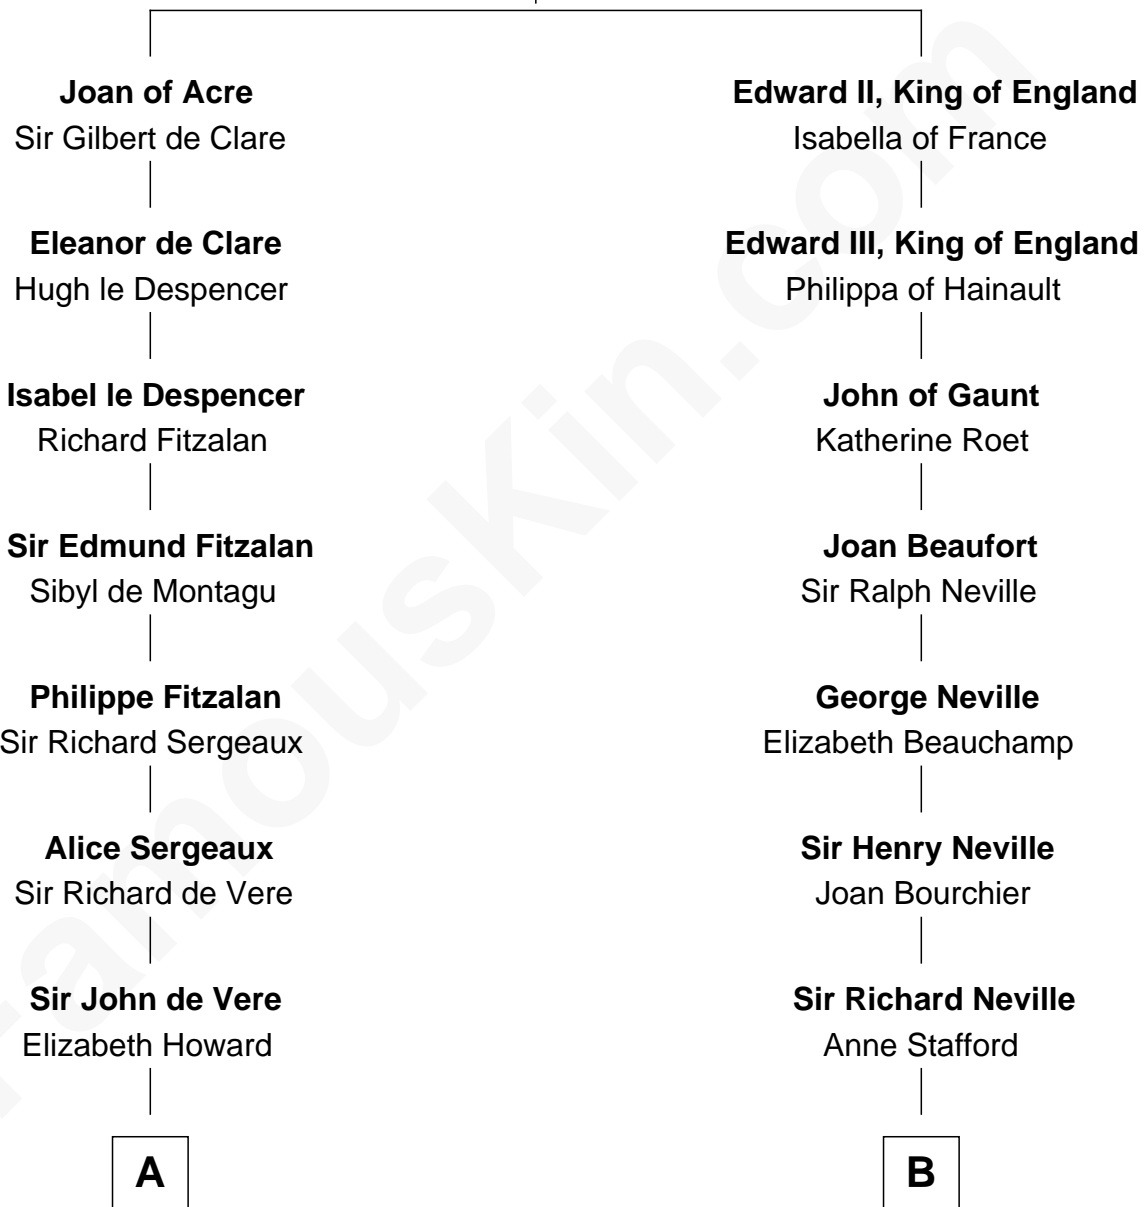 Joan of Acre
Sir Gilbert de Clare
Eleanor de Clare
Hugh le Despencer
Isabel le Despencer
Richard Fitzalan
Sir Edmund Fitzalan
Sibyl de Montagu
Philippe Fitzalan
Sir Richard Sergeaux
Alice Sergeaux
Sir Richard de Vere
Sir John de Vere
Elizabeth Howard
A
Edward II, King of England
Isabella of France
Edward III, King of England
Philippa of Hainault
John of Gaunt
Katherine Roet
Joan Beaufort
Sir Ralph Neville
George Neville
Elizabeth Beauchamp
Sir Henry Neville
Joan Bourchier
Sir Richard Neville
Anne Stafford
B
FamousKin.com